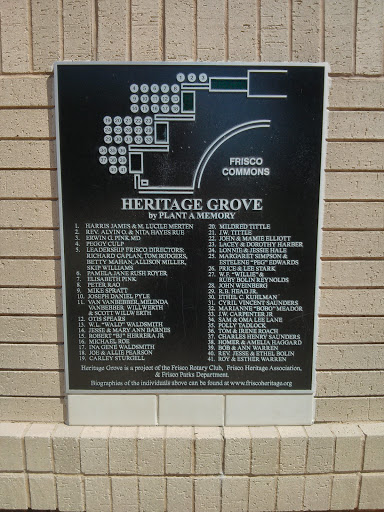 FRISCO
COMMONS
HERITAGE GROVE
by PLANT A MEMORY
1. HARRIS JAMES & M. LUCILE MERTEN
2. REV. ALVIN O. & NITA HAYES RUE
3. ERWIN G. PINK MD
4. PEGGY CULP
5. LEADERSHIP FRISCO DIRECTORS:
RICHARD CAPLAN, TOM RODGERS,
BETTY MAHAN, ALLISON MILLER,
SKIP WILLIAMS
6. PAMELA JANE RUSH ROYER
7. ELISABETH PINK
8. PETER RAO
9. MIKE SPRATT
10. JOSEPH DANIEL PYLE
11. VAN VANBEBBER, MELINDA
VANBEBBER, WILL WERTH
& SCOTT WILLWERTH
12. OTIS SPEARS
13. W.L. "WALD" WALDSMITH
14. JESSE & MARY ANN BARNES
15. ROBERT "BJ" HERRERA JR
16. MICHAEL ROE
17. INA GENE WALDSMITH
18. JOE & ALLIE PEARSON
19. CARLEY STURGELL
20. MILDRED TITTLE
21. J.W. TITTLE
22. JOHN & MAMIE ELLIOTT
23. LACEY & DOROTHY HARBER
24. LONNIE & JESSIE HALE
25. MARGARET SIMPSON &
ESTELENE "PEG" EDWARDS
26. PRICE & LEE STARK
27. W.F. "WILLIE" &
RUBY BOLIN REYNOLDS
28. JOHN WEINBERG
29. R.B. HEAD JR.
30. ETHEL C. KUHLMAN
31. CYRIL VINCENT SAUNDERS
32. MARIANNE "BOBO" MEADOR
33. J.W. CARPENTER JR
34. SAM & OMA LEE LANE
35. POLLY TADLOCK
36. TOM & IRENE ROACH
37. CHARLES HENRY SAUNDERS
38. HOMER & AMELIA HAGGARD
39. BOB & ANN WARREN
40. REV. JESSE & ETHEL BOLIN
41. ROY & ESTHER WARREN
Heritage Grove is a project of the Frisco Rotary Club, Frisco Heritage Association,
& Frisco Parks Department.
Biographies of the individuals above can be found at www.friscoheritage.org